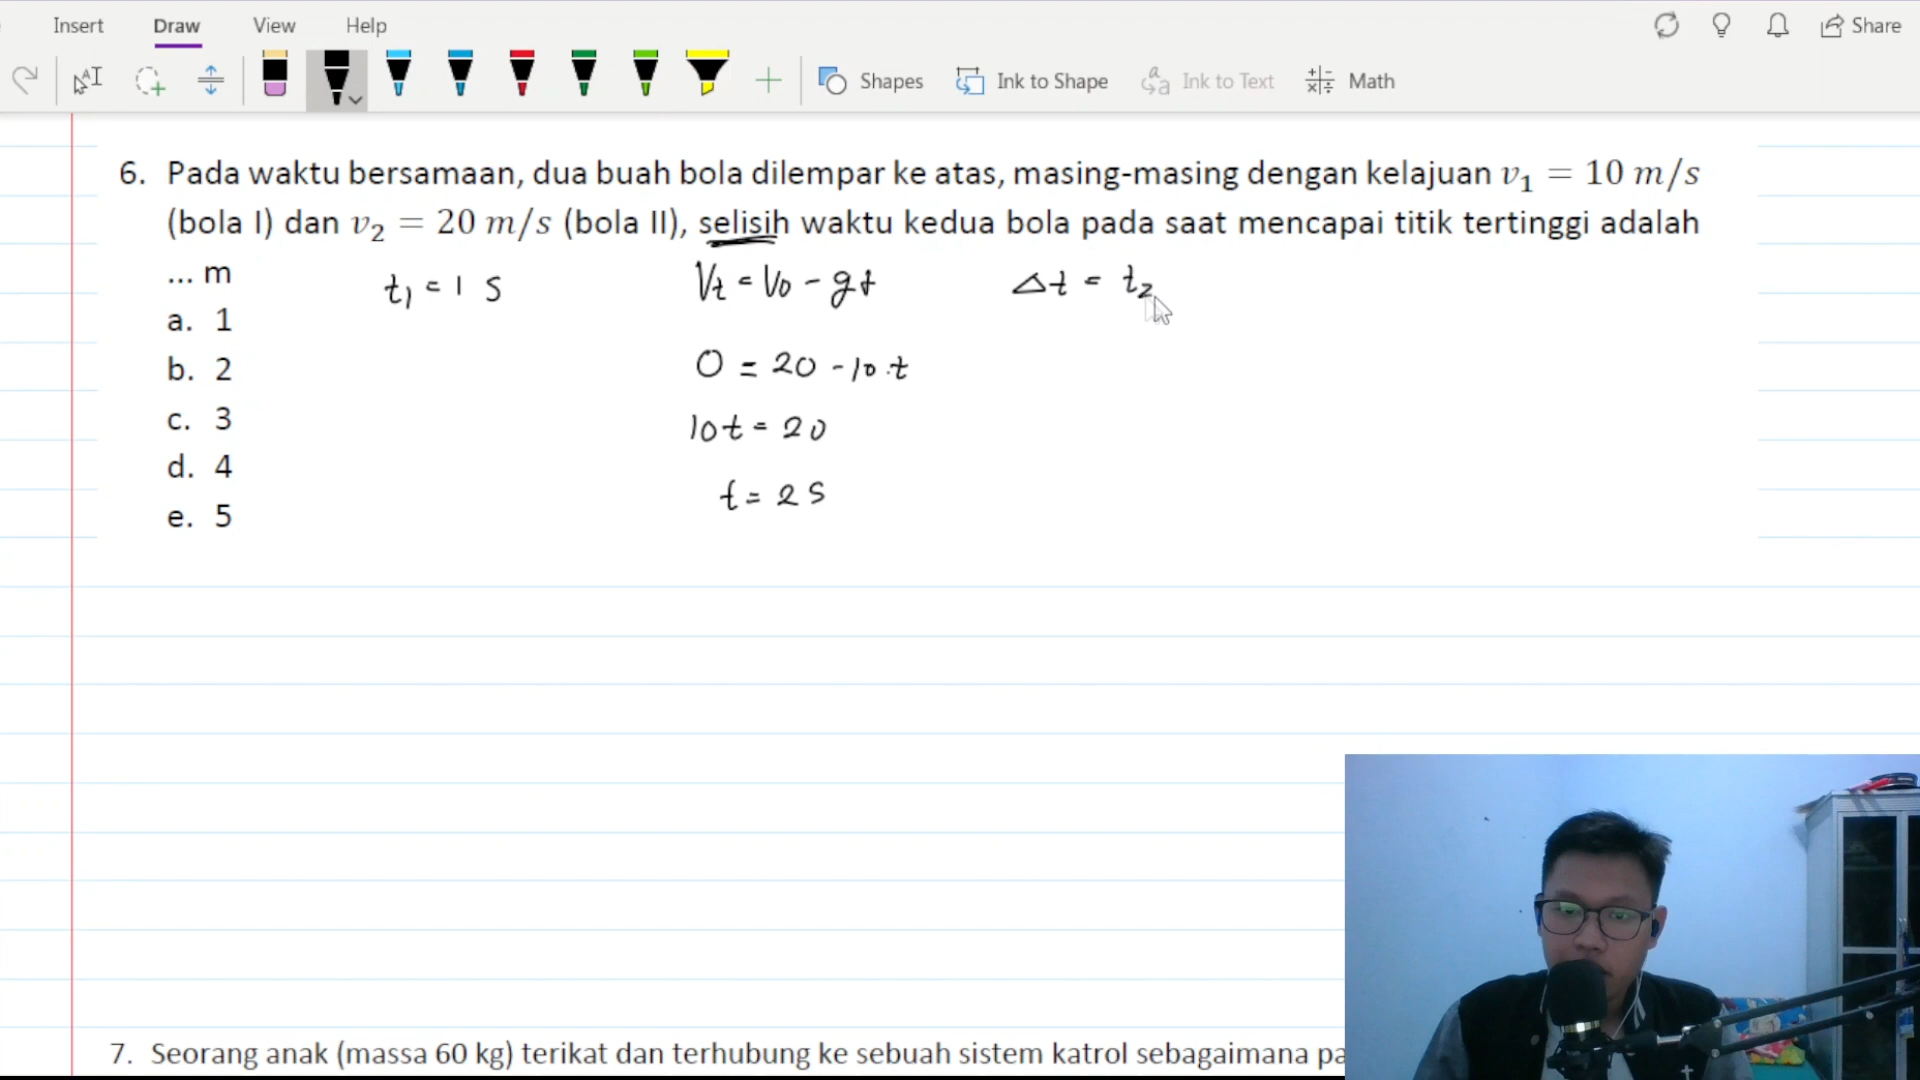 Insert Draw View Help Share
Shapes Ink to Shape Ink to Text Math
6. Pada waktu bersamaan, dua buah bola dilempar ke atas, masing-masing dengan kelajuan v₁ = 10 m/s
(bola I) dan v₂ = 20 m/s (bola II), selisih waktu kedua bola pada saat mencapai titik tertinggi adalah
... m
t₁ = 1 s
Vt = V0 - gt
Δt = t₂
a. 1
b. 2
0 = 20 - 10.t
c. 3
10t = 20
d. 4
t = 2 s
e. 5
7. Seorang anak (massa 60 kg) terikat dan terhubung ke sebuah sistem katrol sebagaimana pa